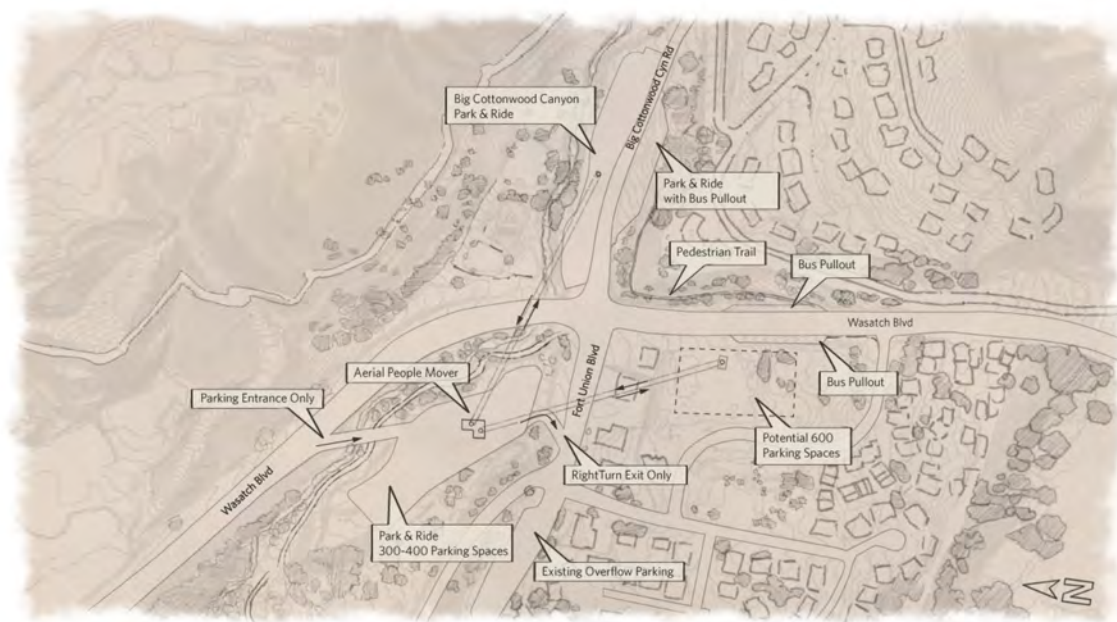 Big Cottonwood Canyon
Park & Ride
Big Cottonwood Cyn Rd
Park & Ride
with Bus Pullout
Pedestrian Trail
Bus Pullout
Wasatch Blvd
Aerial People Mover
Fort Union Blvd
Bus Pullout
Parking Entrance Only
Potential 600
Parking Spaces
RightTurn Exit Only
Wasatch Blvd
Park & Ride
300-400 Parking Spaces
Existing Overflow Parking
N